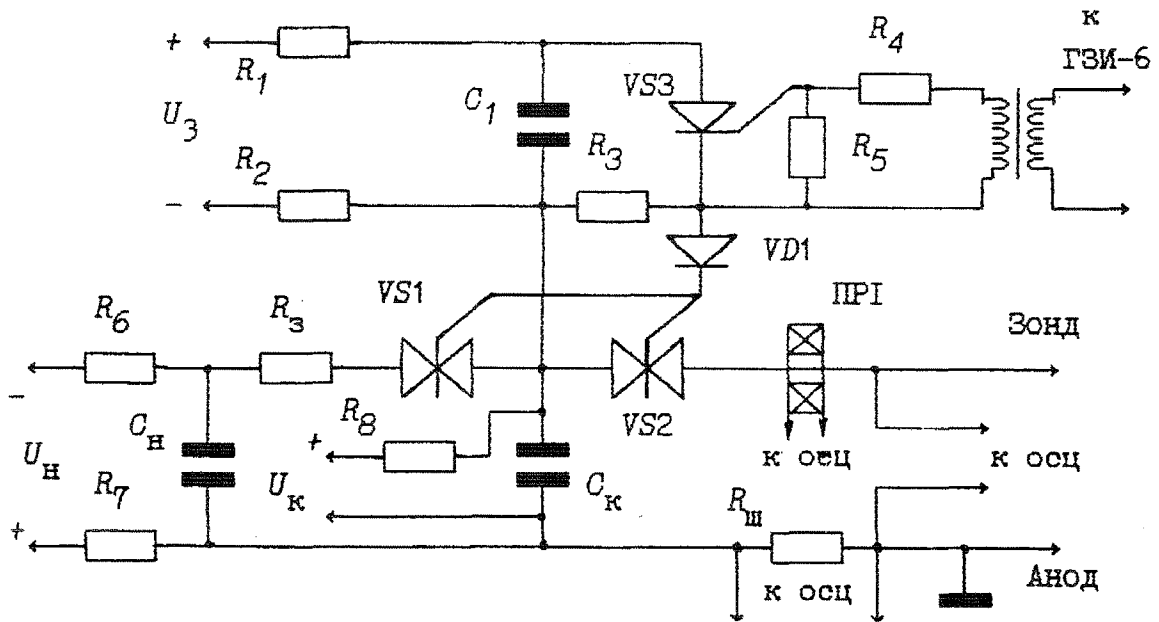 к
ГЗИ-6
+
R1
C1
VS3
R4
U3
R2
R3
R5
-
VD1
VS1
ПРI
R6
Rз
Зонд
-
Cн
R8
+
VS2
Uн
к осц
к осц
R7
Uк
Cк
Rш
+
к осц
Анод